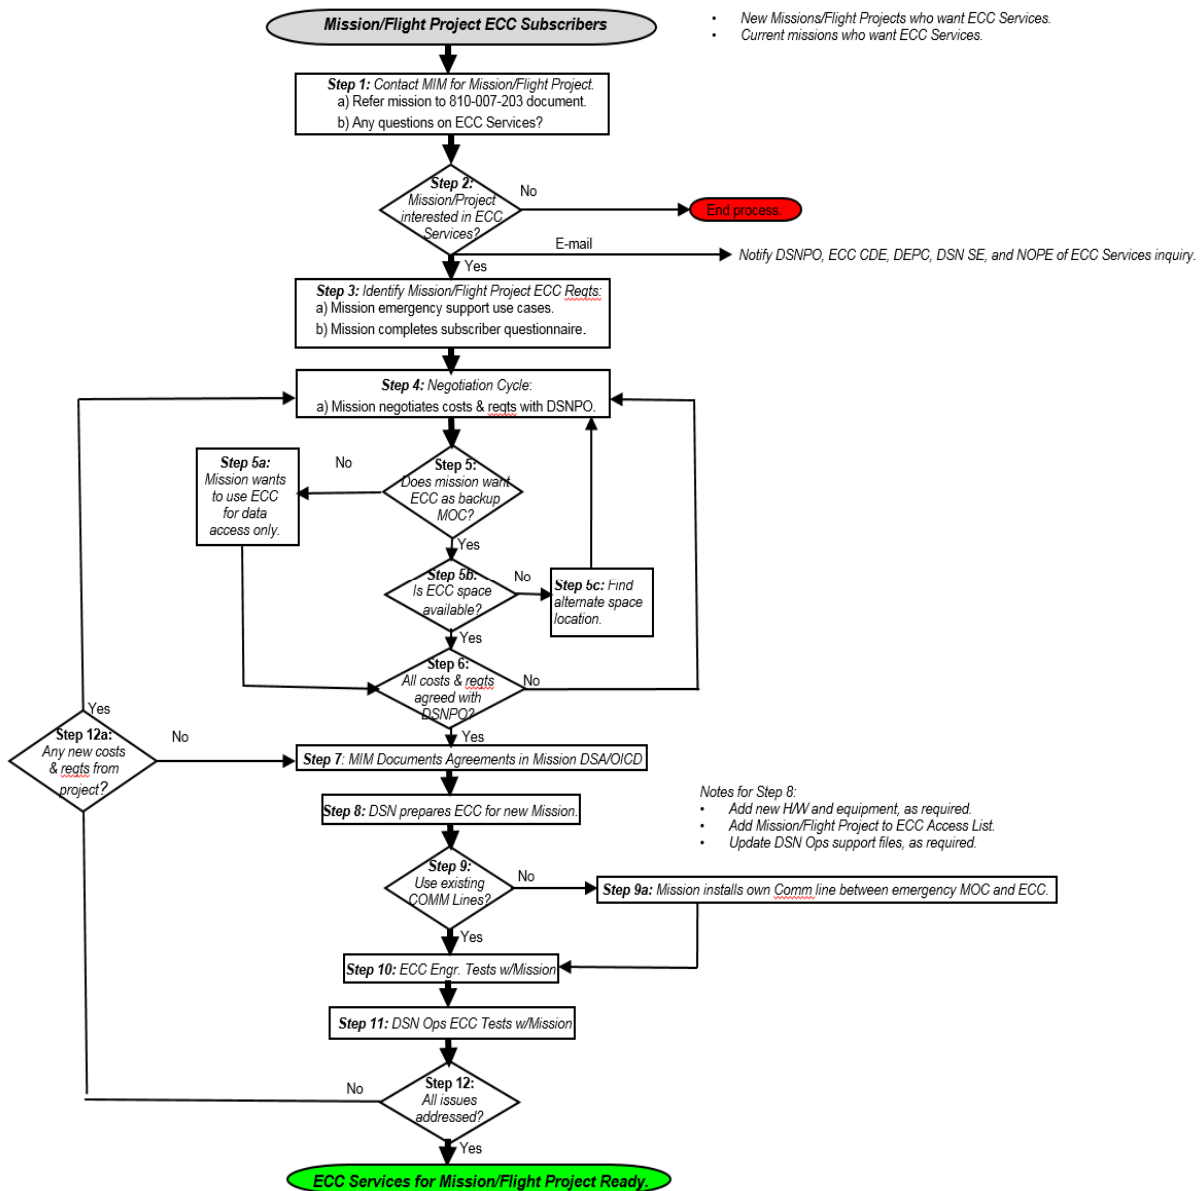 Mission/Flight Project ECC Subscribers
• New Missions/Flight Projects who want ECC Services.
• Current missions who want ECC Services.
Step 1: Contact MIM for Mission/Flight Project.
a) Refer mission to 810-007-203 document.
b) Any questions on ECC Services?
Step 2:
Mission/Project
interested in ECC
Services?
No
End process.
E-mail
Notify DSNPO, ECC CDE, DEPC, DSN SE, and NOPE of ECC Services inquiry.
Yes
Step 3: Identify Mission/Flight Project ECC Reqts:
a) Mission emergency support use cases.
b) Mission completes subscriber questionnaire.
Step 4: Negotiation Cycle:
a) Mission negotiates costs & reqts with DSNPO.
Step 5:
Does mission want
ECC as backup
MOC?
No
Step 5a:
Mission wants
to use ECC
for data
access only.
Yes
Step 5b:
Is ECC space
available?
No
Step 5c: Find
alternate space
location.
Yes
Step 6:
All costs & reqts
agreed with
DSNPO?
No
Yes
Yes
Step 12a:
Any new costs
& reqts from
project?
No
Step 7: MIM Documents Agreements in Mission DSA/OICD
Step 8: DSN prepares ECC for new Mission.
Notes for Step 8:
• Add new H/W and equipment, as required.
• Add Mission/Flight Project to ECC Access List.
• Update DSN Ops support files, as required.
Step 9:
Use existing
COMM Lines?
No
Step 9a: Mission installs own Comm line between emergency MOC and ECC.
Yes
Step 10: ECC Engr. Tests w/Mission
Step 11: DSN Ops ECC Tests w/Mission
Step 12:
All issues
addressed?
No
Yes
ECC Services for Mission/Flight Project Ready.